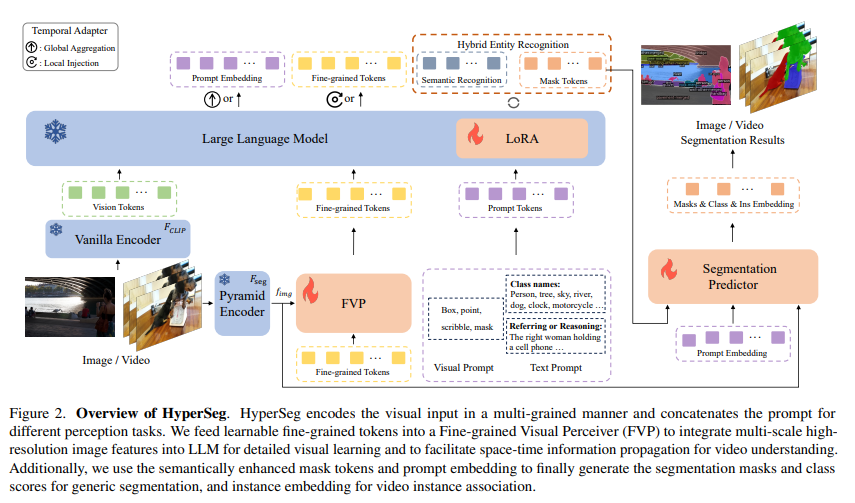 Temporal Adapter
: Global Aggregation
: Local Injection
Prompt Embedding
or
Fine-grained Tokens
or
Hybrid Entity Recognition
Semantic Recognition
Mask Tokens
Image / Video
Segmentation Results
Large Language Model
LoRA
Vision Tokens
Fine-grained Tokens
Prompt Tokens
Masks & Class & Ins Embedding
F_CLIP
Vanilla Encoder
F_seg
Pyramid
Encoder
f_img
FVP
Image / Video
Fine-grained Tokens
Box, point,
scribble, mask
Visual Prompt
Class names:
Person, tree, sky, river,
dog, clock, motorcycle ...
Referring or Reasoning:
The right woman holding
a cell phone ...
Text Prompt
Segmentation
Predictor
Prompt Embedding
Figure 2. Overview of HyperSeg. HyperSeg encodes the visual input in a multi-grained manner and concatenates the prompt for
different perception tasks. We feed learnable fine-grained tokens into a Fine-grained Visual Perceiver (FVP) to integrate multi-scale high-
resolution image features into LLM for detailed visual learning and to facilitate space-time information propagation for video understanding.
Additionally, we use the semantically enhanced mask tokens and prompt embedding to finally generate the segmentation masks and class
scores for generic segmentation, and instance embedding for video instance association.